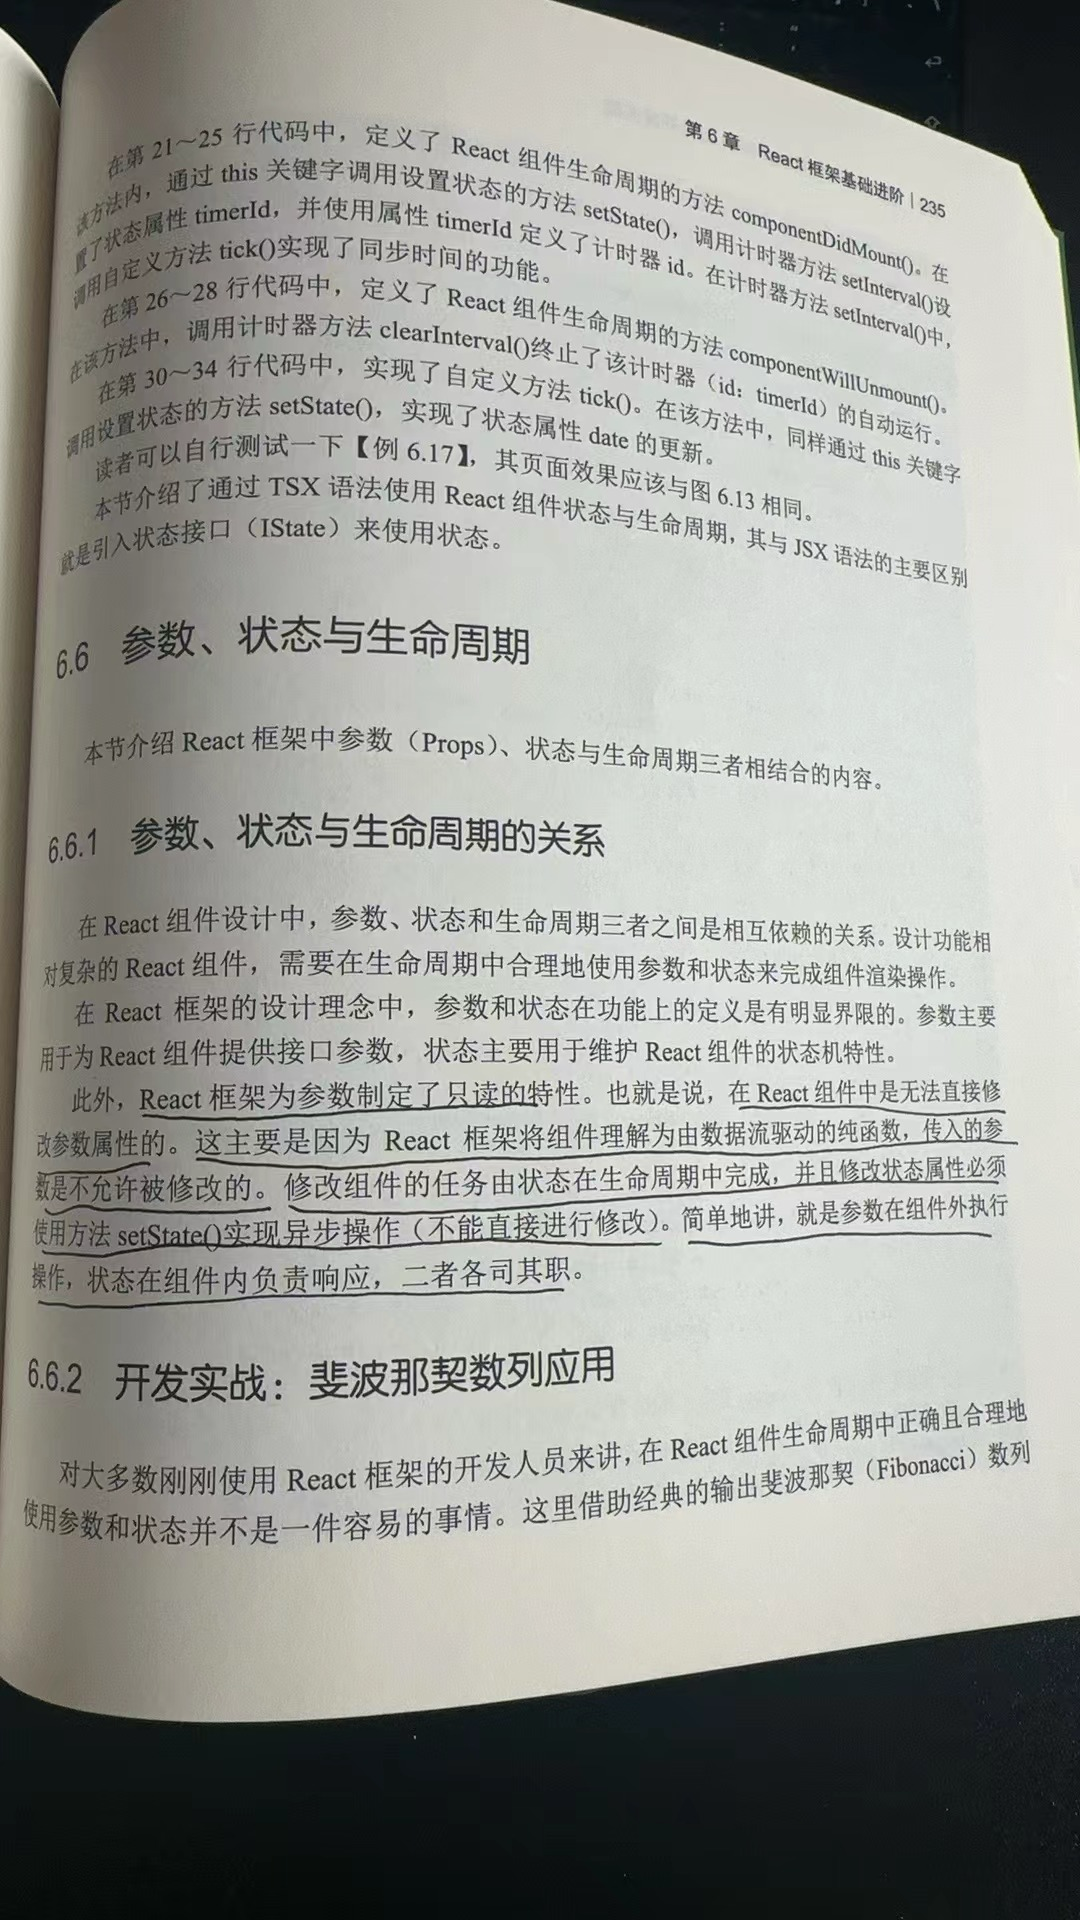 第 6 章 React 框架基础进阶 | 235
在第 21～25 行代码中，定义了 React 组件生命周期的方法 componentDidMount()。在
该方法内，通过 this 关键字调用设置状态的方法 setState()，调用计时器方法 setInterval()设
置了状态属性 timerId，并使用属性 timerId 定义了计时器 id。在计时器方法 setInterval()中，
调用自定义方法 tick()实现了同步时间的功能。
在第 26～28 行代码中，定义了 React 组件生命周期的方法 componentWillUnmount()。
在该方法中，调用计时器方法 clearInterval()终止了该计时器（id：timerId）的自动运行。
在第 30～34 行代码中，实现了自定义方法 tick()。在该方法中，同样通过 this 关键字
调用设置状态的方法 setState()，实现了状态属性 date 的更新。
读者可以自行测试一下【例 6.17】，其页面效果应该与图 6.13 相同。
本节介绍了通过 TSX 语法使用 React 组件状态与生命周期，其与 JSX 语法的主要区别
就是引入状态接口（IState）来使用状态。
6.6 参数、状态与生命周期
本节介绍 React 框架中参数（Props）、状态与生命周期三者相结合的内容。
6.6.1 参数、状态与生命周期的关系
在 React 组件设计中，参数、状态和生命周期三者之间是相互依赖的关系。设计功能相
对复杂的 React 组件，需要在生命周期中合理地使用参数和状态来完成组件渲染操作。
在 React 框架的设计理念中，参数和状态在功能上的定义是有明显界限的。参数主要
用于为 React 组件提供接口参数，状态主要用于维护 React 组件的状态机特性。
此外，React 框架为参数制定了只读的特性。也就是说，在 React 组件中是无法直接修
改参数属性的。这主要是因为 React 框架将组件理解为由数据流驱动的纯函数，传入的参
数是不允许被修改的。修改组件的任务由状态在生命周期中完成，并且修改状态属性必须
使用方法 setState()实现异步操作（不能直接进行修改）。简单地讲，就是参数在组件外执行
操作，状态在组件内负责响应，二者各司其职。
6.6.2 开发实战：斐波那契数列应用
对大多数刚刚使用 React 框架的开发人员来讲，在 React 组件生命周期中正确且合理地
使用参数和状态并不是一件容易的事情。这里借助经典的输出斐波那契（Fibonacci）数列